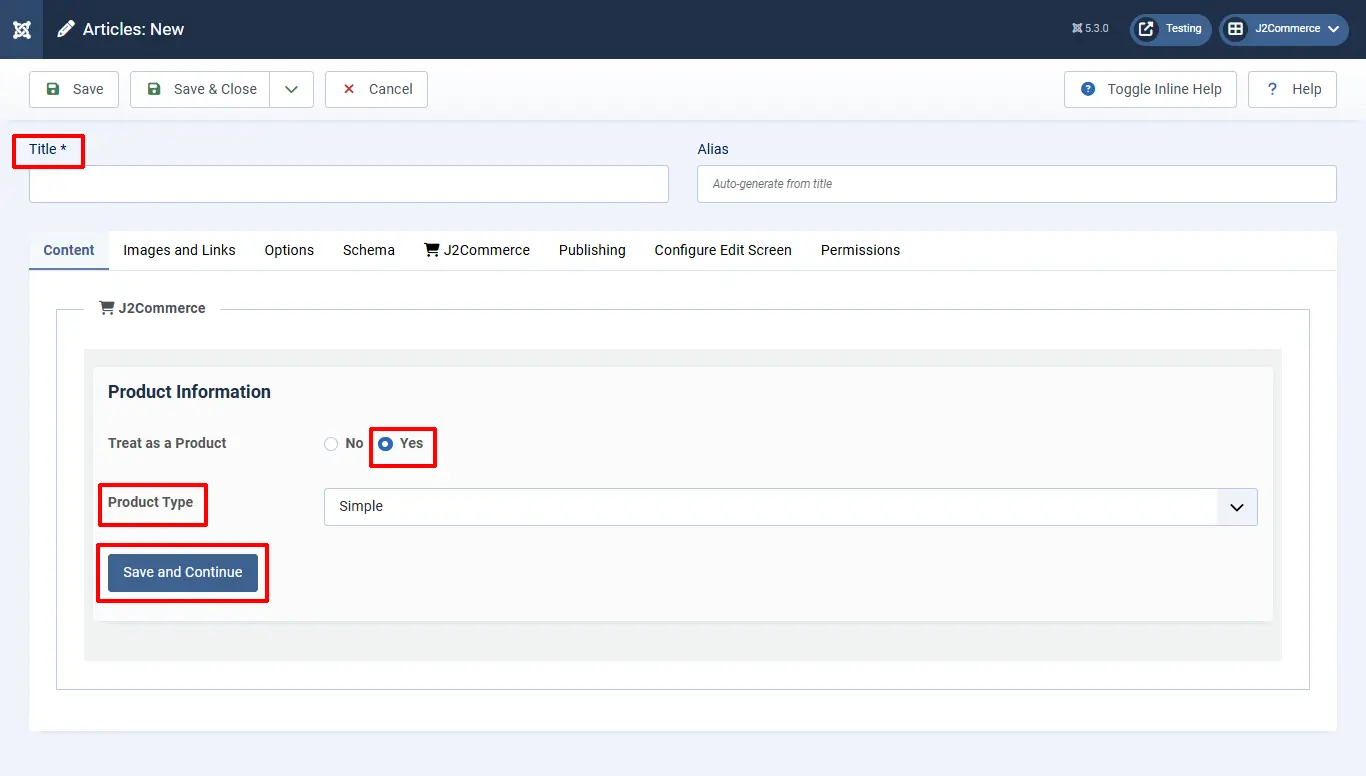 Articles: New
5.3.0
Testing
J2Commerce
Save
Save & Close
Cancel
Toggle Inline Help
? Help
Title *
Alias
Auto-generate from title
Content
Images and Links
Options
Schema
J2Commerce
Publishing
Configure Edit Screen
Permissions
J2Commerce
Product Information
Treat as a Product
No
Yes
Product Type
Simple
Save and Continue